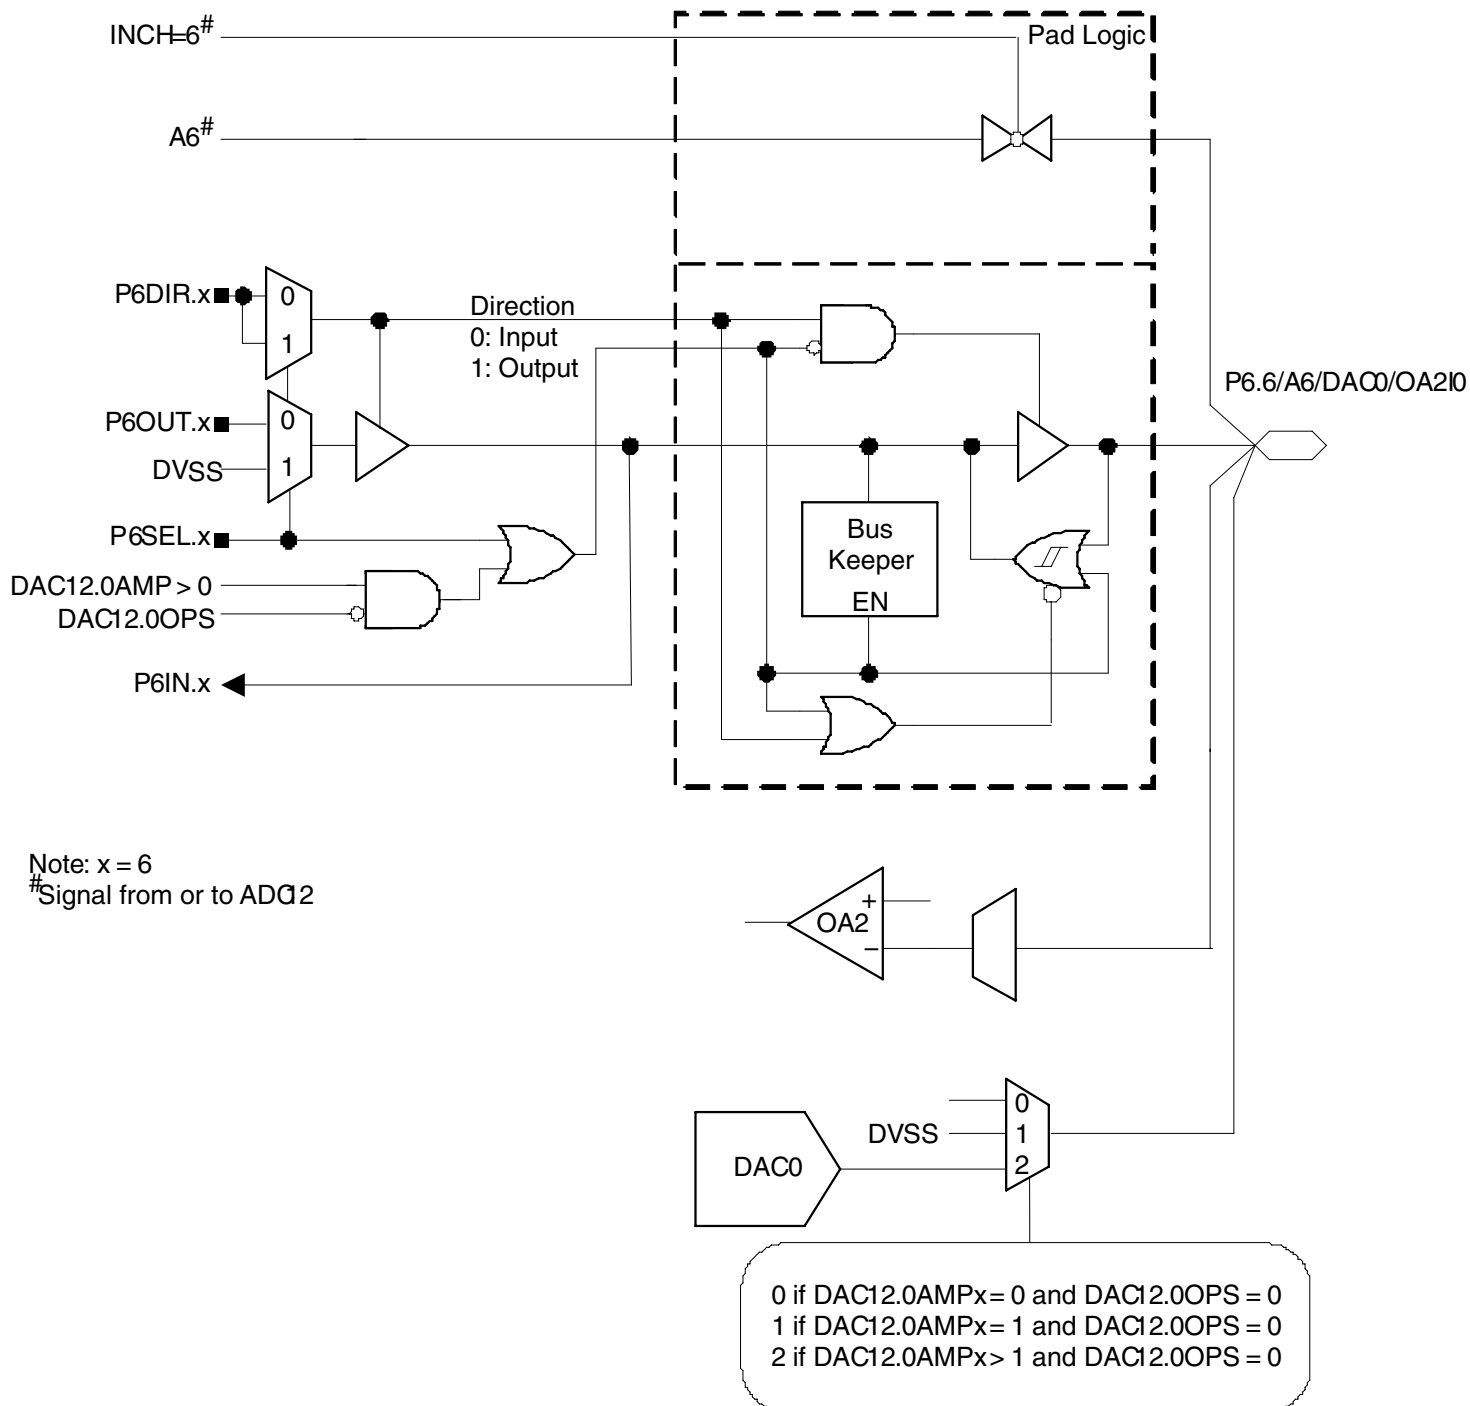 INCH=6#
Pad Logic
A6#
P6DIR.x
0
1
Direction
0: Input
1: Output
P6OUT.x
0
DVSS
1
P6.6/A6/DAC0/OA2I0
P6SEL.x
DAC12.0AMP > 0
DAC12.0OPS
Bus
Keeper
EN
P6IN.x
Note: x = 6
#Signal from or to ADC12
+
OA2
−
0
DVSS
1
DAC0
2
0 if DAC12.0AMPx = 0 and DAC12.0OPS = 0
1 if DAC12.0AMPx = 1 and DAC12.0OPS = 0
2 if DAC12.0AMPx > 1 and DAC12.0OPS = 0